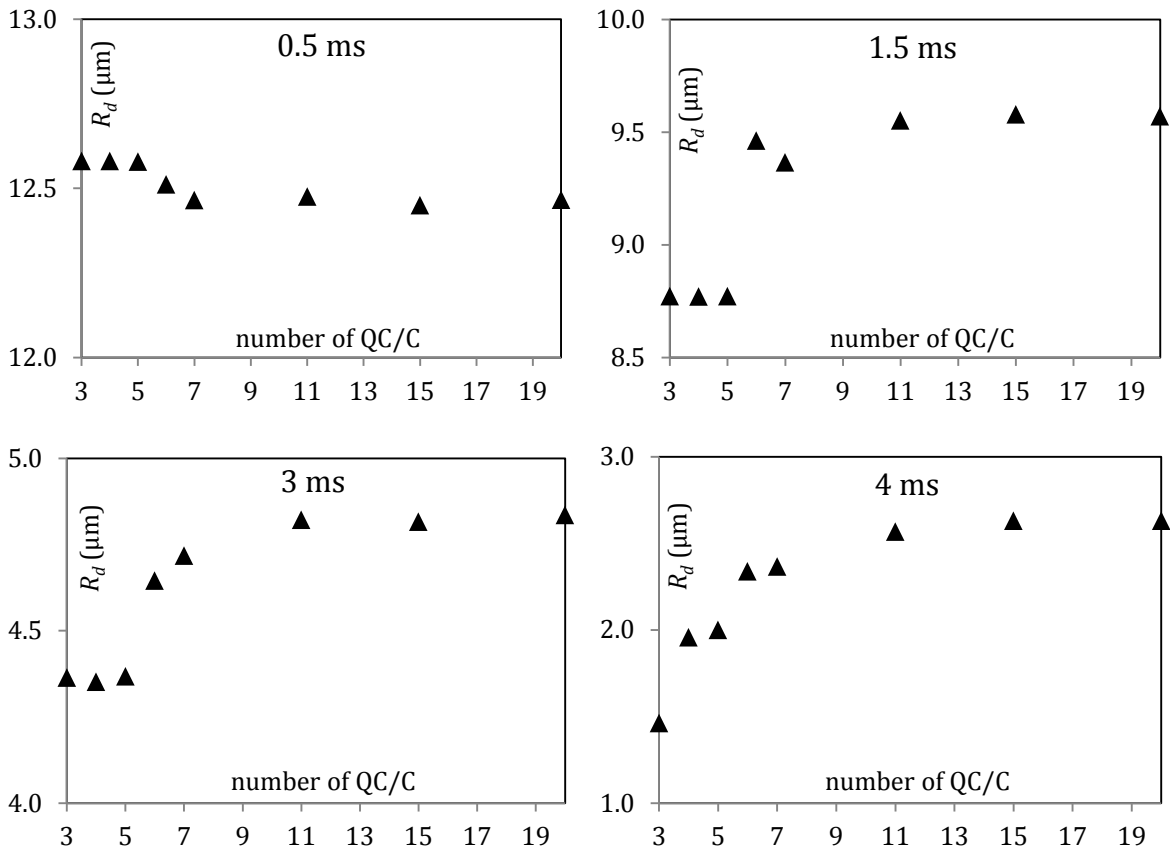 13.0
0.5 ms
R_d (μm)
12.5
12.0
number of QC/C
3 5 7 9 11 13 15 17 19
10.0
1.5 ms
R_d (μm)
9.5
9.0
8.5
number of QC/C
3 5 7 9 11 13 15 17 19
5.0
3 ms
R_d (μm)
4.5
4.0
number of QC/C
3 5 7 9 11 13 15 17 19
3.0
4 ms
R_d (μm)
2.0
1.0
number of QC/C
3 5 7 9 11 13 15 17 19